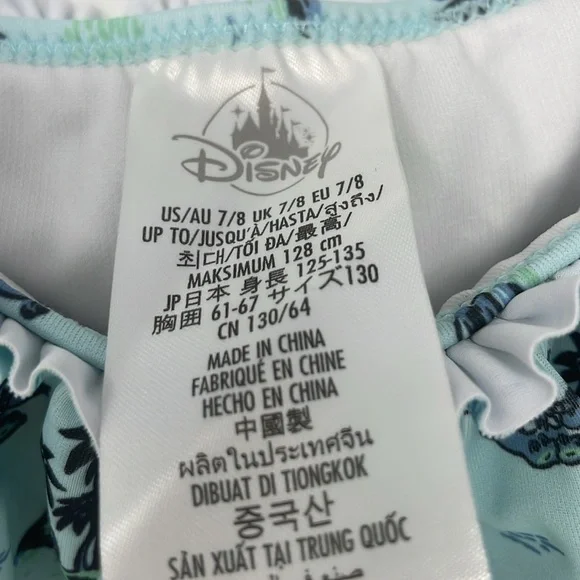 Disney
US/AU 7/8 UK 7/8 EU 7/8
UP TO/JUSQU'À/HASTA/สูงถึง/
최대/TỐI ĐA/最高/
MAKSIMUM 128 cm
JP日本 身長 125-135
胸囲 61-67 サイズ130
CN 130/64
MADE IN CHINA
FABRIQUÉ EN CHINE
HECHO EN CHINA
中國製
ผลิตในประเทศจีน
DIBUAT DI TIONGKOK
중국산
SẢN XUẤT TẠI TRUNG QUỐC